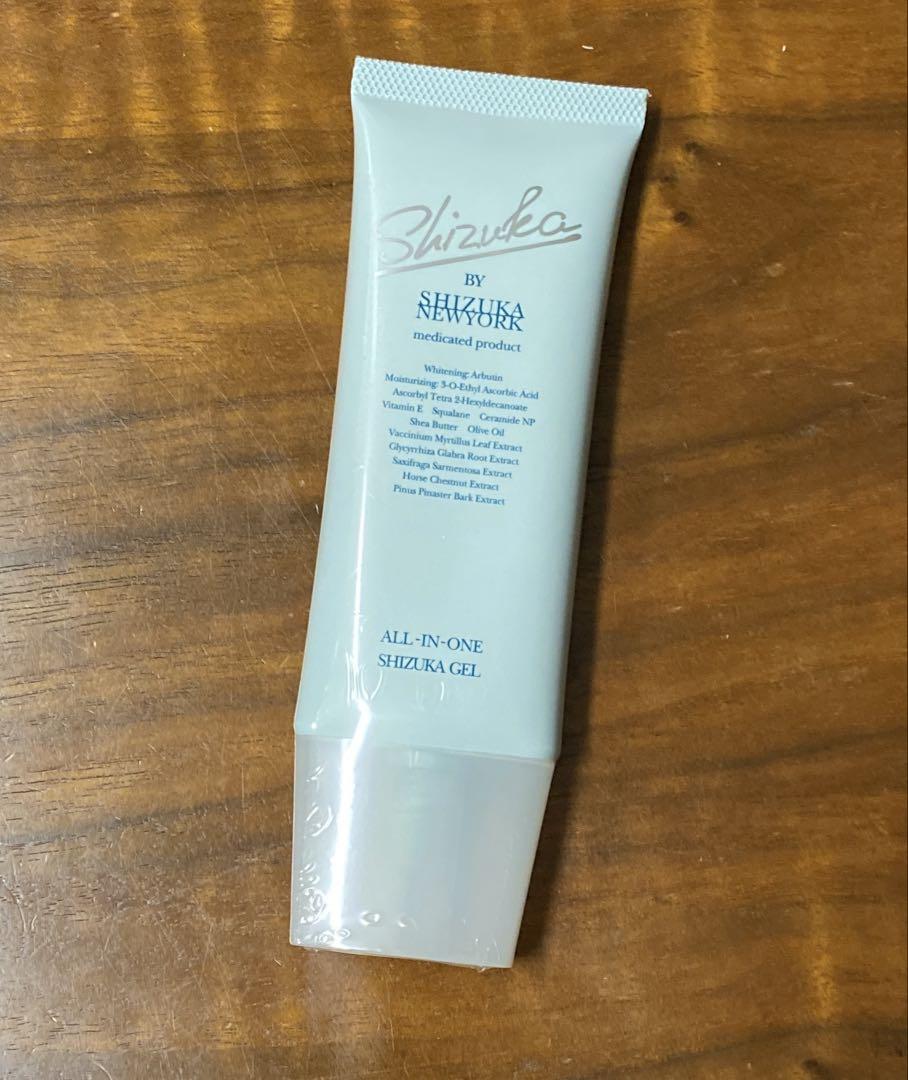 Shizuka
BY
SHIZUKA
NEWYORK
medicated product
Whitening: Arbutin
Moisturizing: 3-O-Ethyl Ascorbic Acid
Ascorbyl Tetra 2-Hexyldecanoate
Vitamin E Squalane Ceramide NP
Shea Butter Olive Oil
Vaccinium Myrtillus Leaf Extract
Glycyrrhiza Glabra Root Extract
Saxifraga Sarmentosa Extract
Horse Chestnut Extract
Pinus Pinaster Bark Extract
ALL-IN-ONE
SHIZUKA GEL